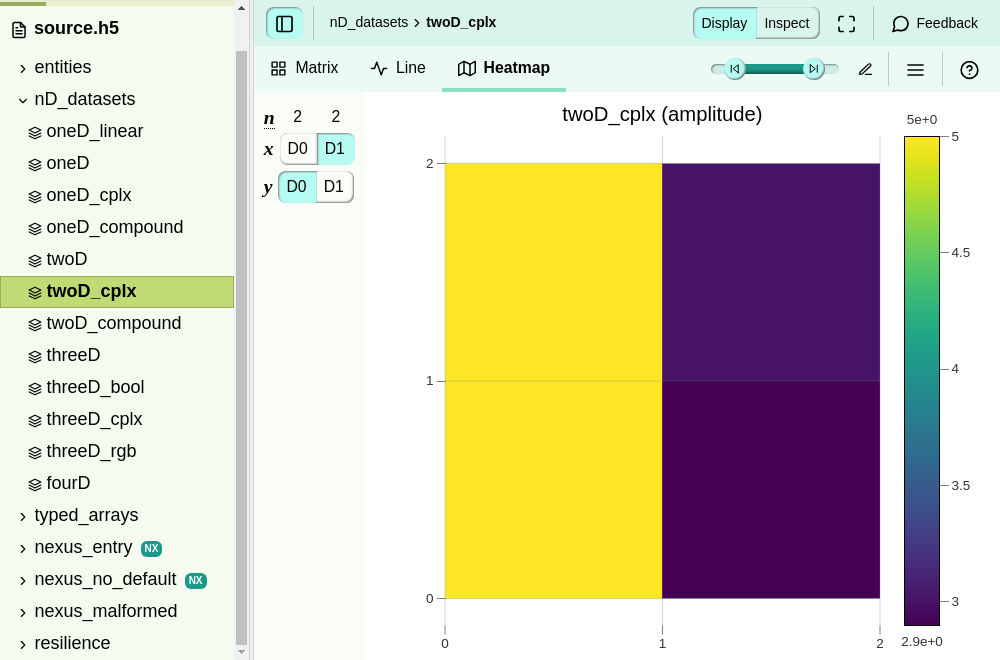 source.h5
entities
nD_datasets
oneD_linear
oneD
oneD_cplx
oneD_compound
twoD
twoD_cplx
twoD_compound
threeD
threeD_bool
threeD_cplx
threeD_rgb
fourD
typed_arrays
nexus_entry NX
nexus_no_default NX
nexus_malformed
resilience
nD_datasets › twoD_cplx
Display Inspect
Feedback
Matrix Line Heatmap
n 2 2
x D0 D1
y D0 D1
twoD_cplx (amplitude)
2
1
0
0 1 2
5e+0
5
4.5
4
3.5
3
2.9e+0